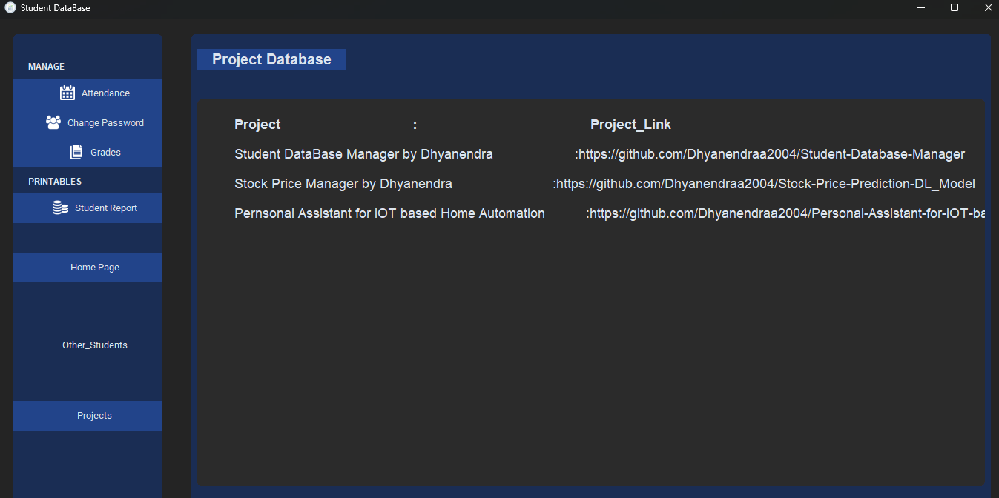 Student DataBase
MANAGE
Attendance
Change Password
Grades
PRINTABLES
Student Report
Home Page
Other_Students
Projects
Project Database
Project : Project_Link
Student DataBase Manager by Dhyanendra :https://github.com/Dhyanendraa2004/Student-Database-Manager
Stock Price Manager by Dhyanendra :https://github.com/Dhyanendraa2004/Stock-Price-Prediction-DL_Model
Pernsonal Assistant for IOT based Home Automation :https://github.com/Dhyanendraa2004/Personal-Assistant-for-IOT-ba